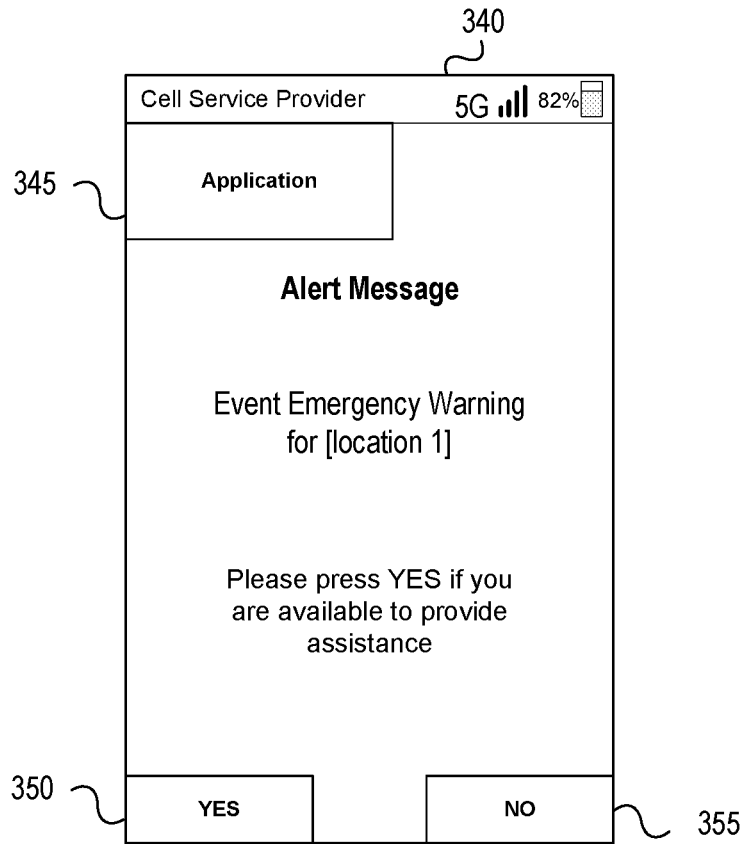 340
Cell Service Provider 5G 82%
345
Application
Alert Message
Event Emergency Warning
for [location 1]
Please press YES if you
are available to provide
assistance
350
YES
NO
355